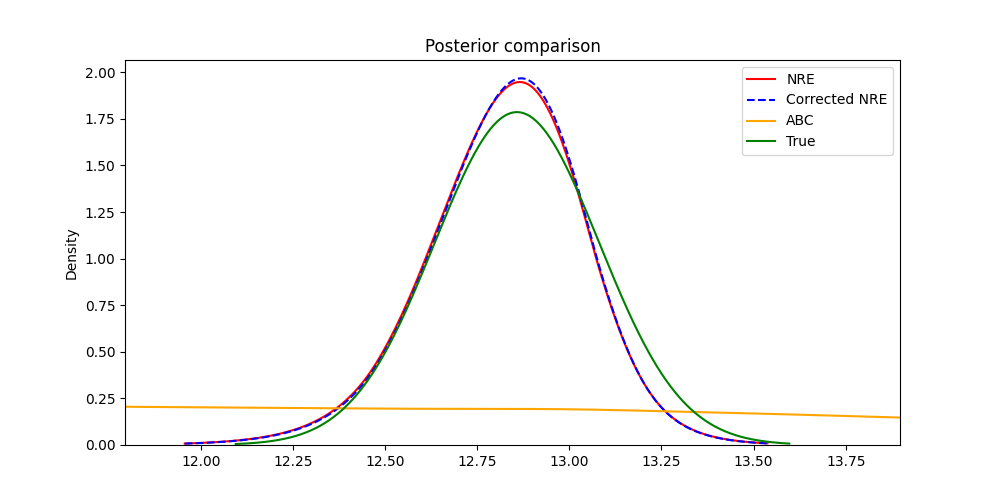 Posterior comparison
NRE
Corrected NRE
ABC
True
Density
2.00
1.75
1.50
1.25
1.00
0.75
0.50
0.25
0.00
12.00 12.25 12.50 12.75 13.00 13.25 13.50 13.75